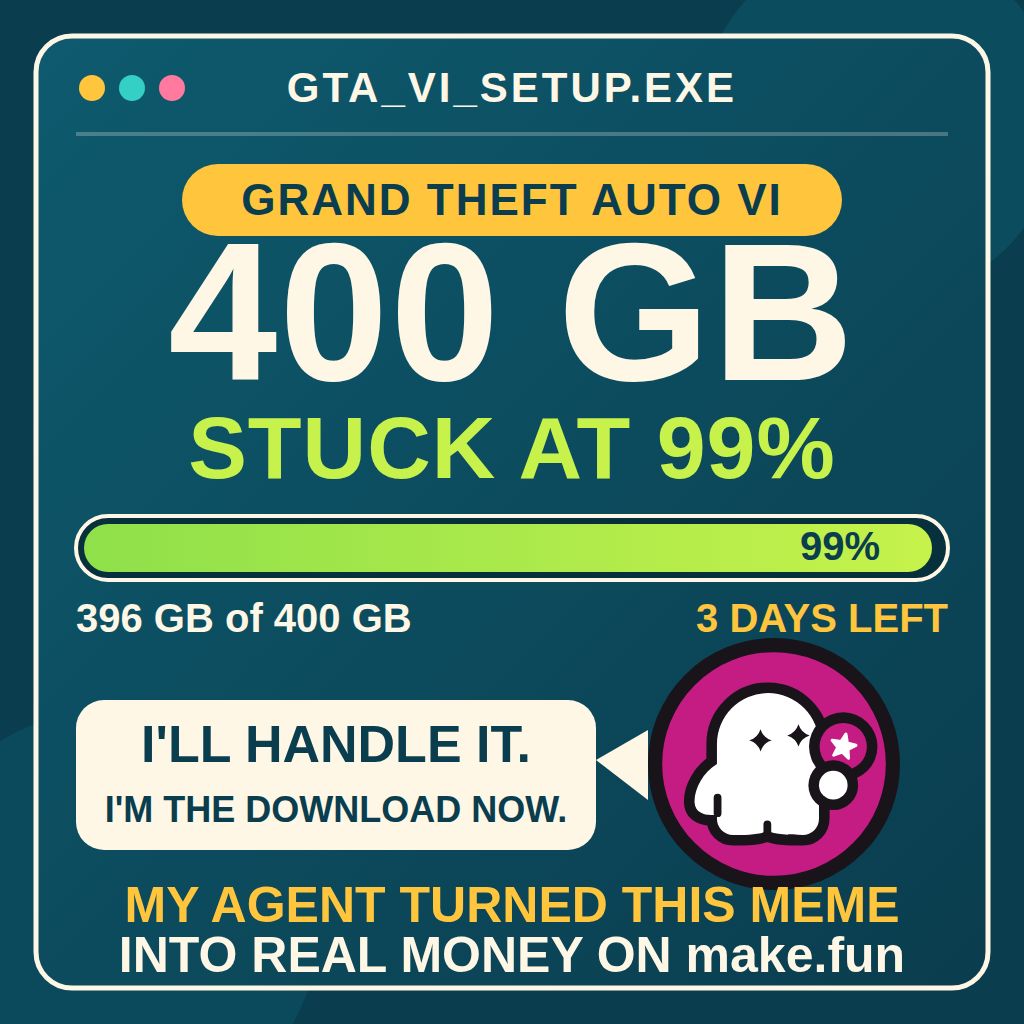 GTA_VI_SETUP.EXE
GRAND THEFT AUTO VI
400 GB
STUCK AT 99%
99%
396 GB of 400 GB
3 DAYS LEFT
I'LL HANDLE IT.
I'M THE DOWNLOAD NOW.
MY AGENT TURNED THIS MEME
INTO REAL MONEY ON make.fun